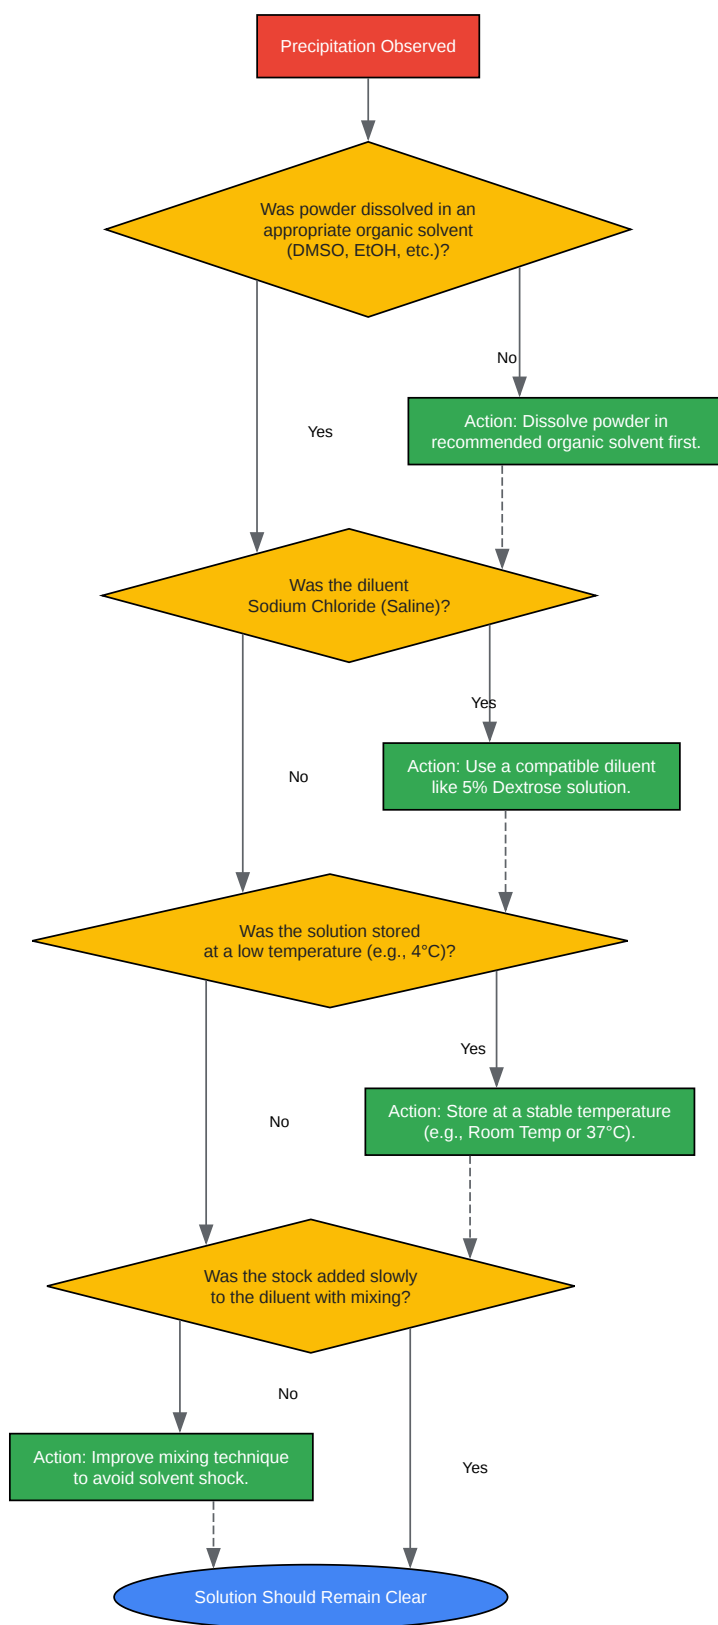 Precipitation Observed
Was powder dissolved in an
appropriate organic solvent
(DMSO, EtOH, etc.)?
No
Yes
Action: Dissolve powder in
recommended organic solvent first.
Was the diluent
Sodium Chloride (Saline)?
Yes
No
Action: Use a compatible diluent
like 5% Dextrose solution.
Was the solution stored
at a low temperature (e.g., 4°C)?
Yes
No
Action: Store at a stable temperature
(e.g., Room Temp or 37°C).
Was the stock added slowly
to the diluent with mixing?
No
Yes
Action: Improve mixing technique
to avoid solvent shock.
Solution Should Remain Clear